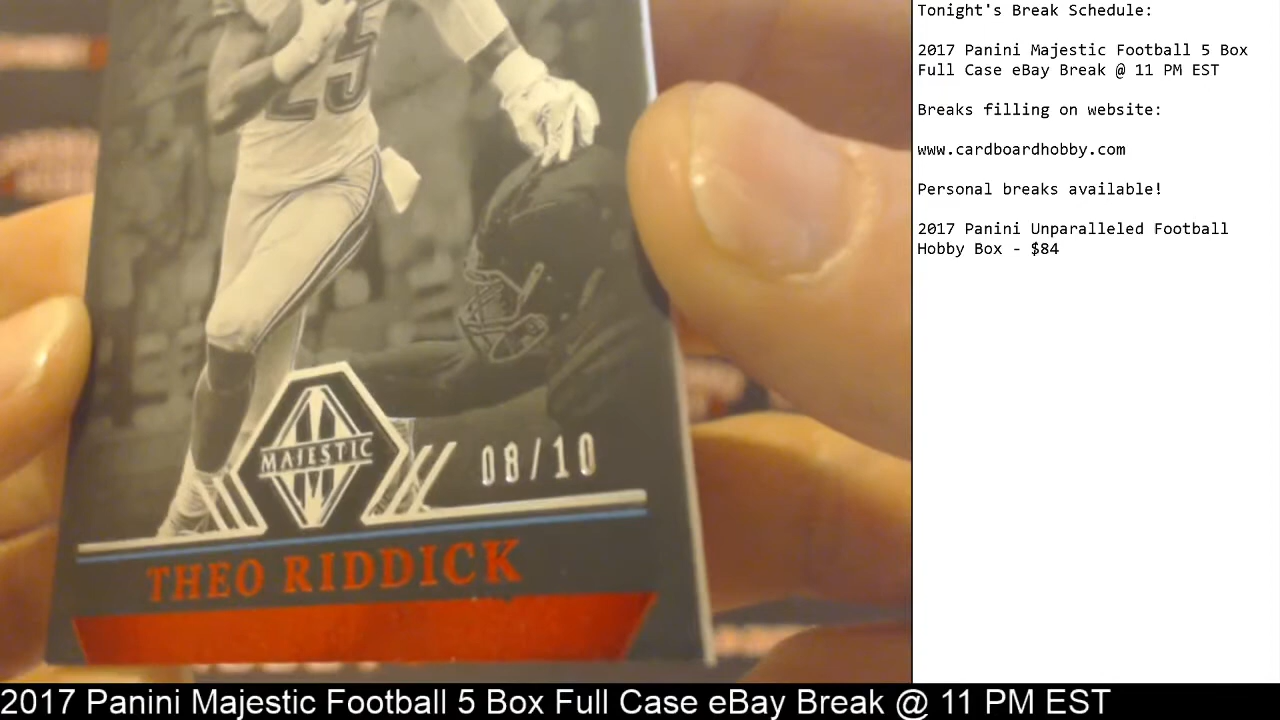 25
MAJESTIC
08/10
THEO RIDDICK
Tonight's Break Schedule:
2017 Panini Majestic Football 5 Box
Full Case eBay Break @ 11 PM EST
Breaks filling on website:
www.cardboardhobby.com
Personal breaks available!
2017 Panini Unparalleled Football
Hobby Box - $84
2017 Panini Majestic Football 5 Box Full Case eBay Break @ 11 PM EST